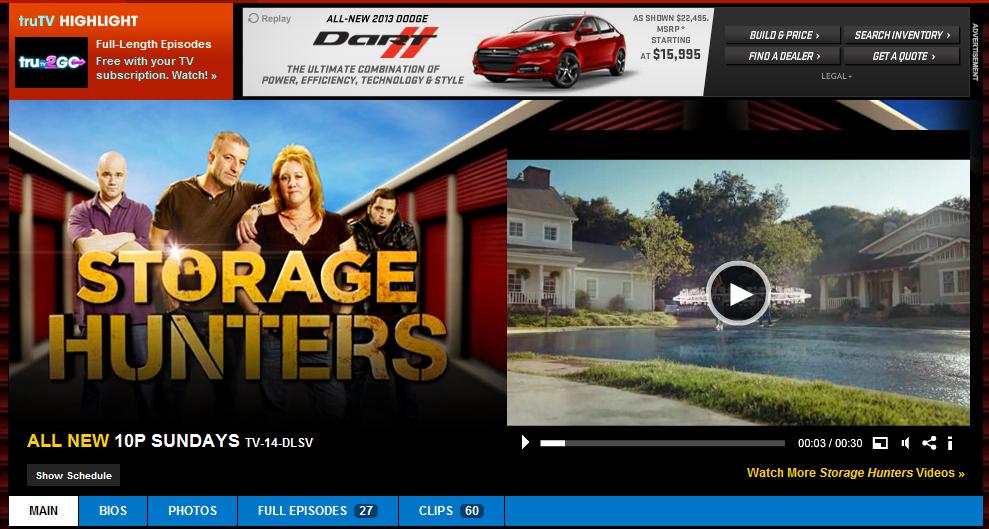 truTV HIGHLIGHT
tru2GO
Full-Length Episodes
Free with your TV
subscription. Watch! »
Replay
ALL-NEW 2013 DODGE
Dart
THE ULTIMATE COMBINATION OF
POWER, EFFICIENCY, TECHNOLOGY & STYLE
AS SHOWN $22,495.
MSRP *
STARTING
AT $15,995
BUILD & PRICE ›
SEARCH INVENTORY ›
FIND A DEALER ›
GET A QUOTE ›
LEGAL+
ADVERTISEMENT
STORAGE
HUNTERS
ALL NEW 10P SUNDAYS TV-14-DLSV
00:03 / 00:30
Show Schedule
Watch More Storage Hunters Videos »
MAIN
BIOS
PHOTOS
FULL EPISODES 27
CLIPS 60